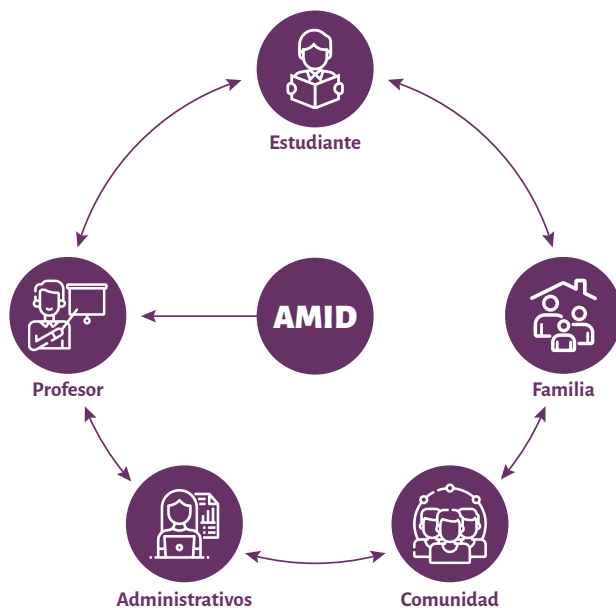 Estudiante
AMID
Profesor
Familia
Administrativos
Comunidad